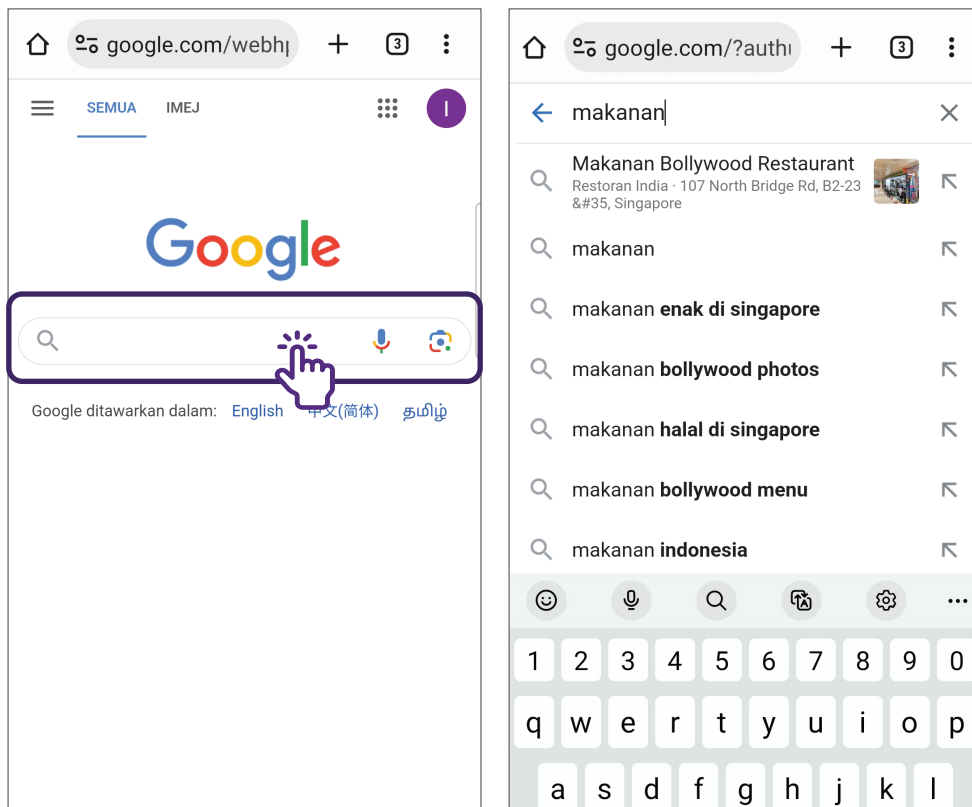 google.com/webhp
3
SEMUA IMEJ
I
Google
Google ditawarkan dalam: English 中文(简体) தமிழ்
google.com/?authu
3
makanan
Makanan Bollywood Restaurant
Restoran India · 107 North Bridge Rd, B2-23
&#35, Singapore
makanan
makanan enak di singapore
makanan bollywood photos
makanan halal di singapore
makanan bollywood menu
makanan indonesia
1 2 3 4 5 6 7 8 9 0
q w e r t y u i o p
a s d f g h j k l